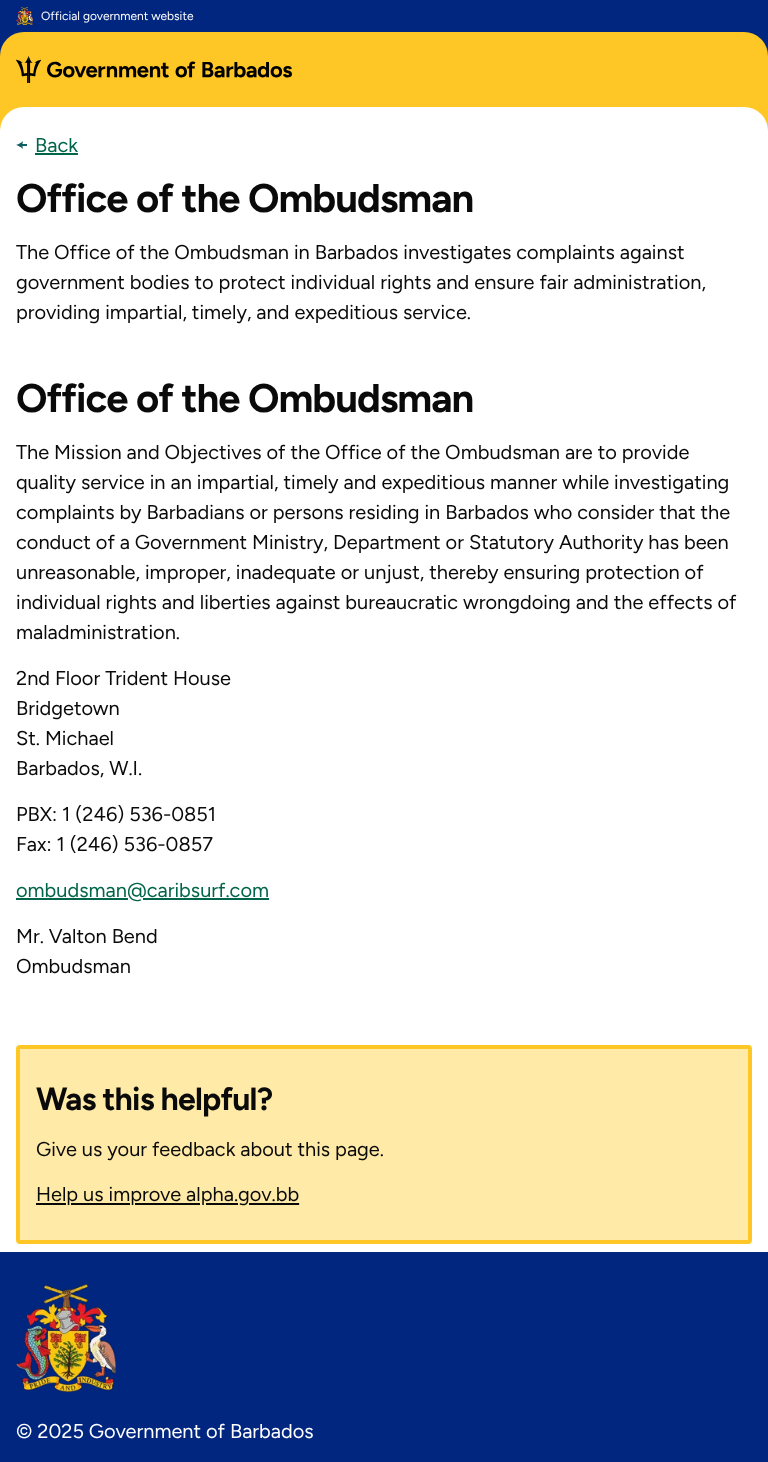 Official government website
Government of Barbados
Back
Office of the Ombudsman
The Office of the Ombudsman in Barbados investigates complaints against
government bodies to protect individual rights and ensure fair administration,
providing impartial, timely, and expeditious service.
Office of the Ombudsman
The Mission and Objectives of the Office of the Ombudsman are to provide
quality service in an impartial, timely and expeditious manner while investigating
complaints by Barbadians or persons residing in Barbados who consider that the
conduct of a Government Ministry, Department or Statutory Authority has been
unreasonable, improper, inadequate or unjust, thereby ensuring protection of
individual rights and liberties against bureaucratic wrongdoing and the effects of
maladministration.
2nd Floor Trident House
Bridgetown
St. Michael
Barbados, W.I.
PBX: 1 (246) 536-0851
Fax: 1 (246) 536-0857
ombudsman@caribsurf.com
Mr. Valton Bend
Ombudsman
Was this helpful?
Give us your feedback about this page.
Help us improve alpha.gov.bb
PRIDE AND INDUSTRY
© 2025 Government of Barbados